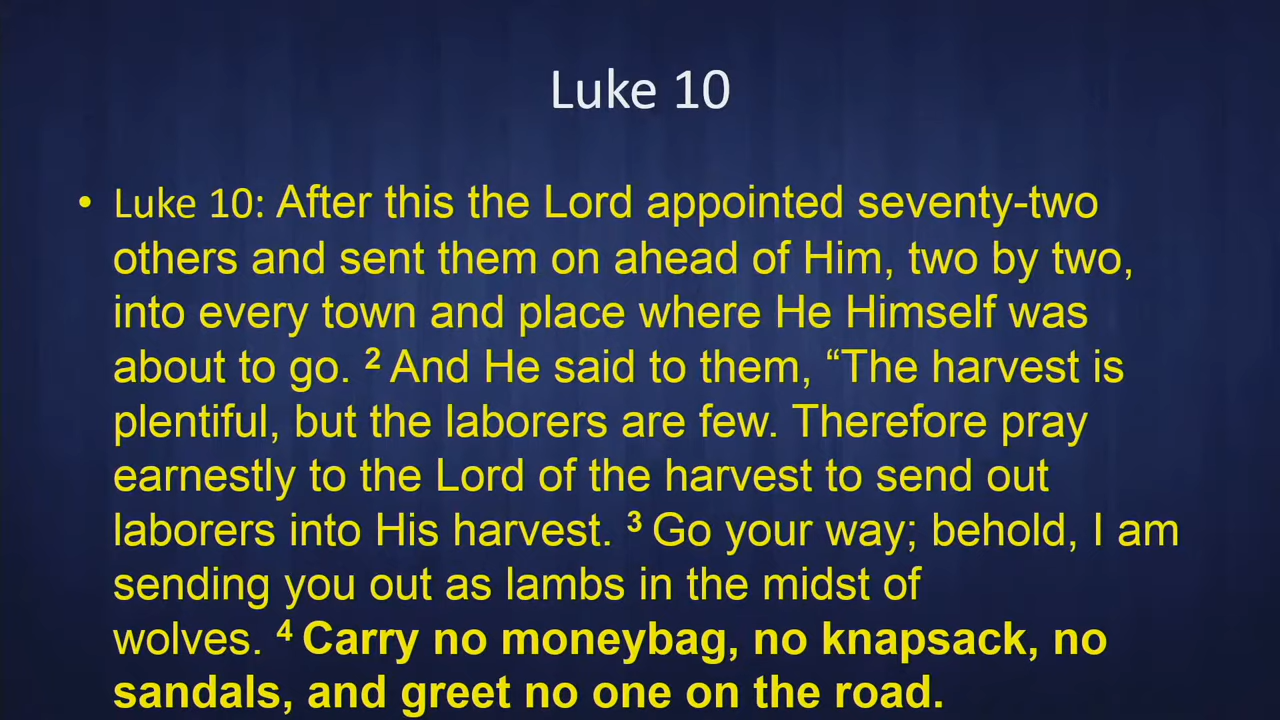 Luke 10
• Luke 10: After this the Lord appointed seventy-two
others and sent them on ahead of Him, two by two,
into every town and place where He Himself was
about to go. ² And He said to them, “The harvest is
plentiful, but the laborers are few. Therefore pray
earnestly to the Lord of the harvest to send out
laborers into His harvest. ³ Go your way; behold, I am
sending you out as lambs in the midst of
wolves. ⁴ Carry no moneybag, no knapsack, no
sandals, and greet no one on the road.